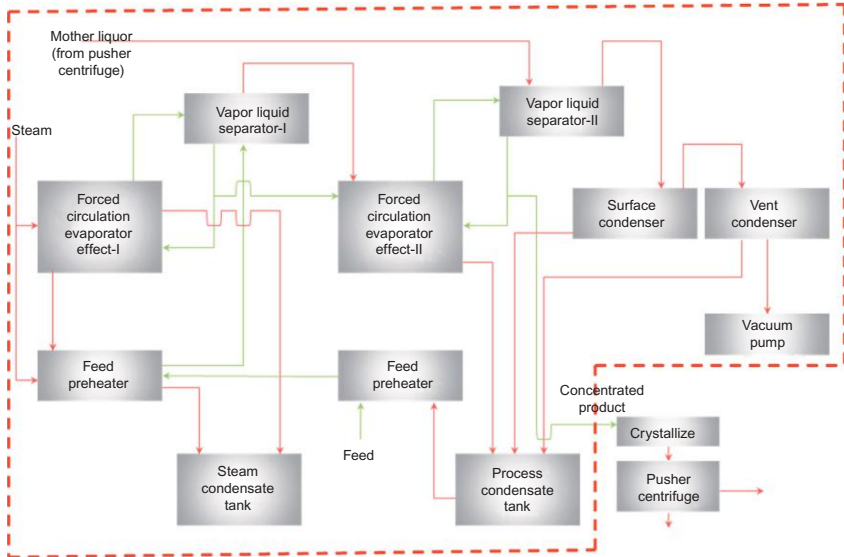 Mother liquor
(from pusher
centrifuge)
Steam
Vapor liquid
separator-I
Vapor liquid
separator-II
Forced
circulation
evaporator
effect-I
Forced
circulation
evaporator
effect-II
Surface
condenser
Vent
condenser
Vacuum
pump
Feed
preheater
Feed
preheater
Concentrated
product
Crystallize
Feed
Steam
condensate
tank
Process
condensate
tank
Pusher
centrifuge